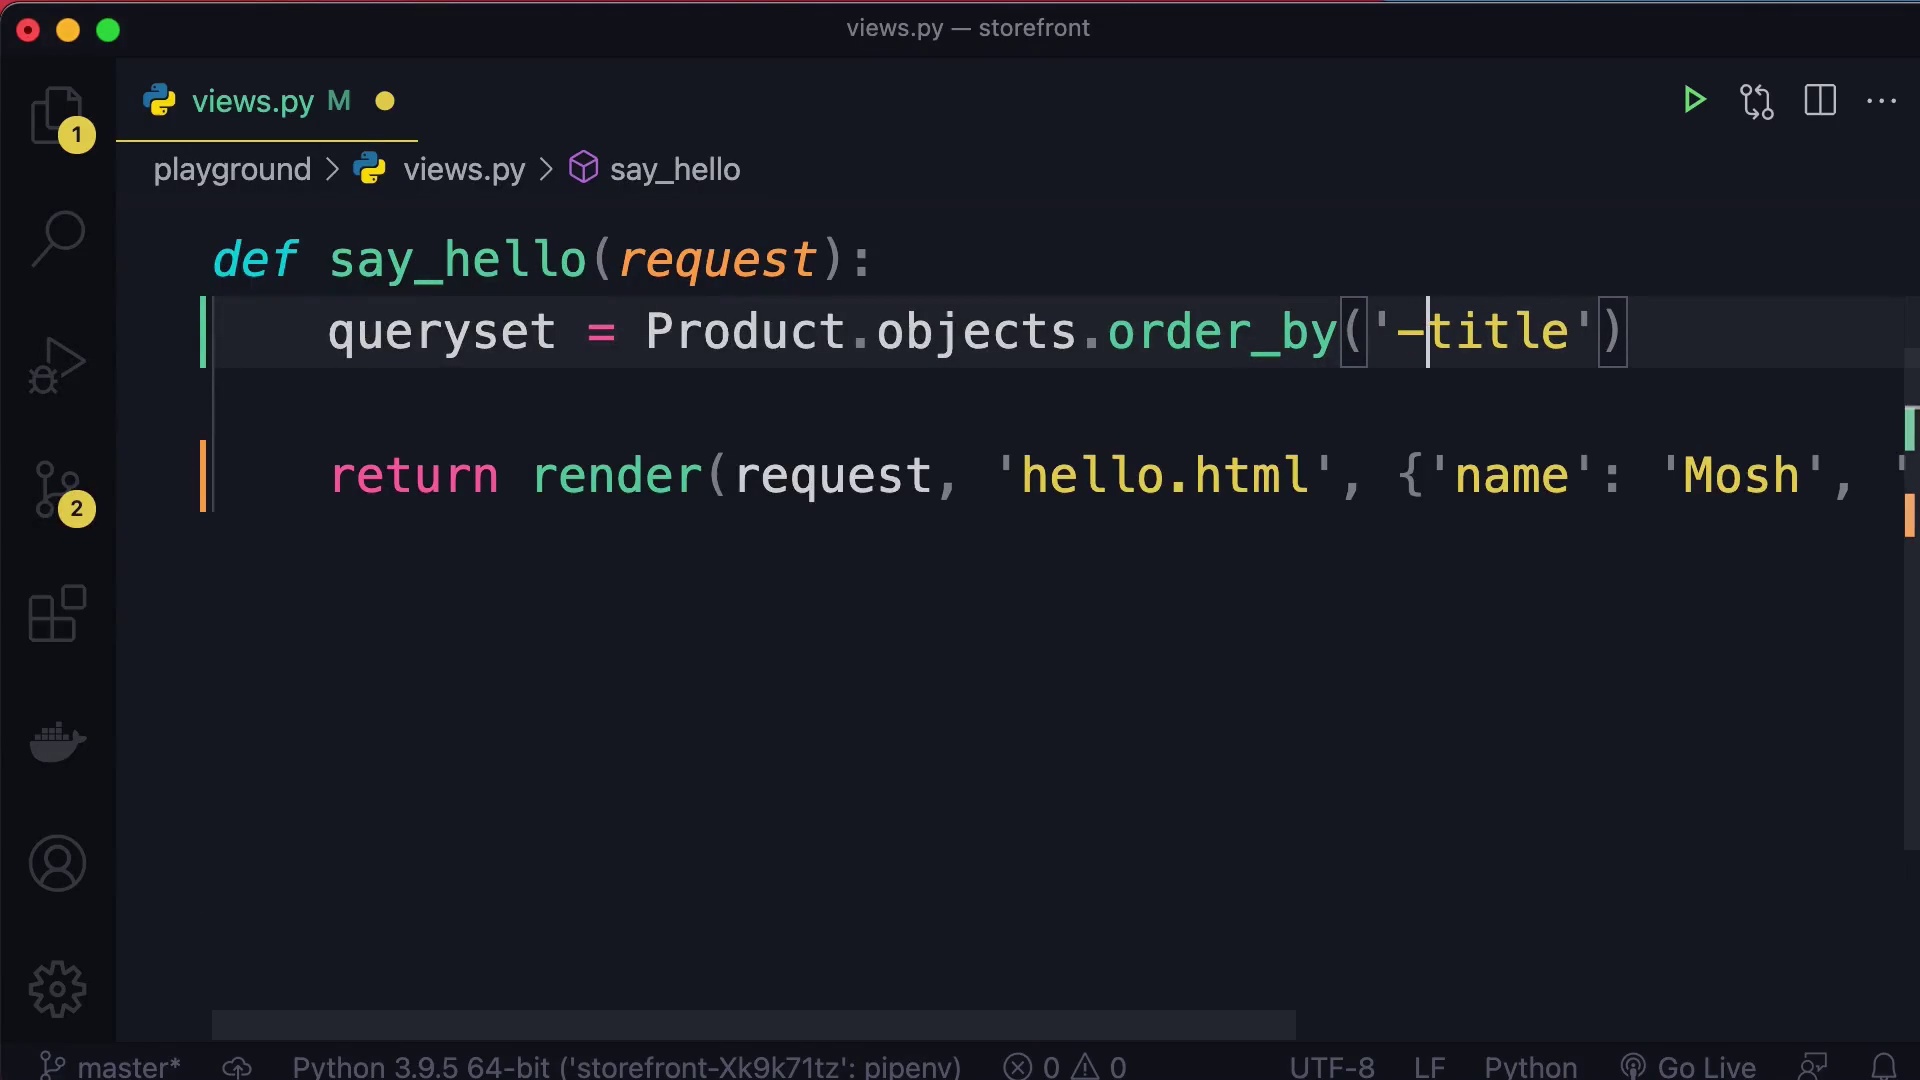 views.py — storefront
views.py M
playground > views.py > say_hello
def say_hello(request):
queryset = Product.objects.order_by('-title')
return render(request, 'hello.html', {'name': 'Mosh', '
1
2
master* Python 3.9.5 64-bit ('storefront-Xk9k71tz': pipenv) 0 0 UTF-8 LF Python Go Live